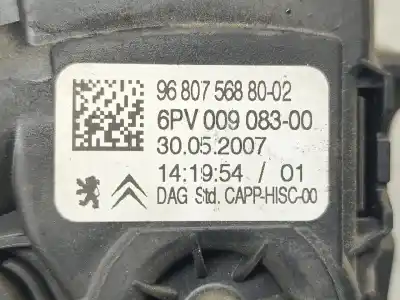 96 807 568 80-02
6PV 009 083-00
30.05.2007
14:19:54 / 01
DAG Std. CAPP-HISC-00